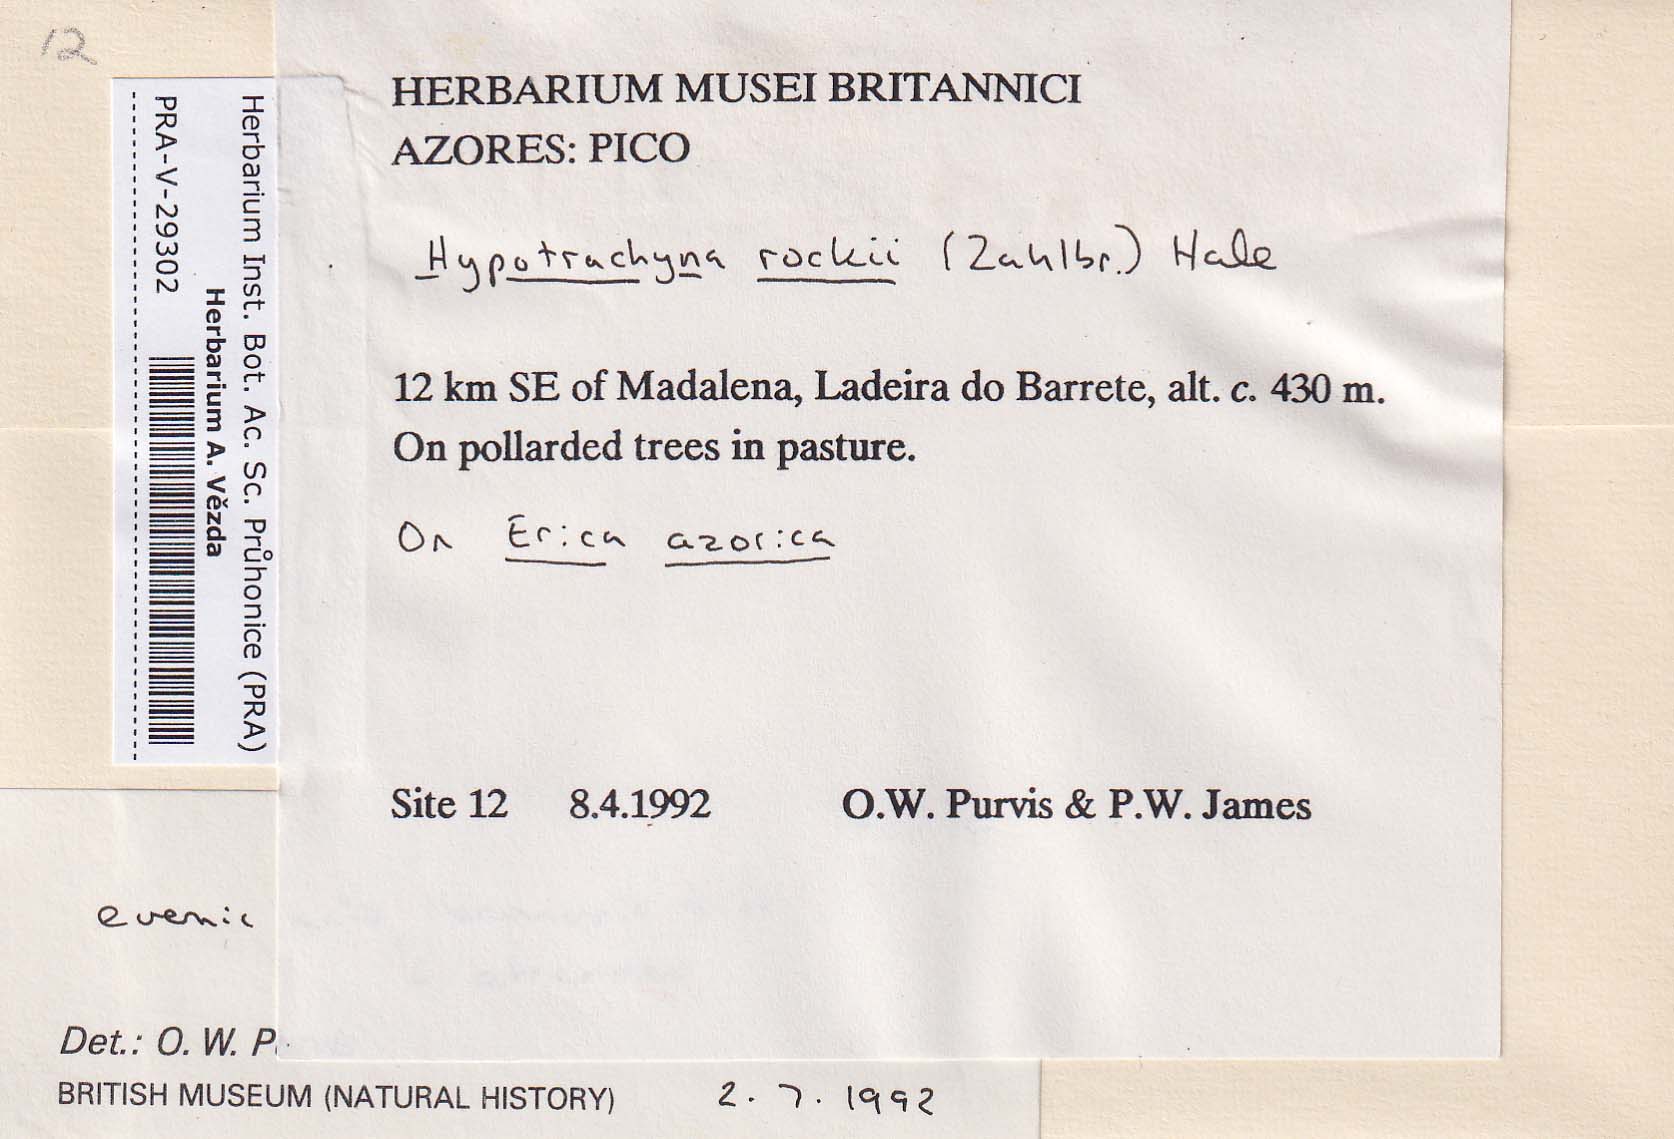 12
Herbarium Inst. Bot. Ac. Sc. Průhonice (PRA)
Herbarium A. Vězda
PRA-V-29302
HERBARIUM MUSEI BRITANNICI
AZORES: PICO
Hypotrachyna rockii (Zahlbr.) Hale
12 km SE of Madalena, Ladeira do Barrete, alt. c. 430 m.
On pollarded trees in pasture.
On Erica azorica
Site 12 8.4.1992 O.W. Purvis & P.W. James
evernic
Det.: O. W. P
BRITISH MUSEUM (NATURAL HISTORY) 2.7.1992